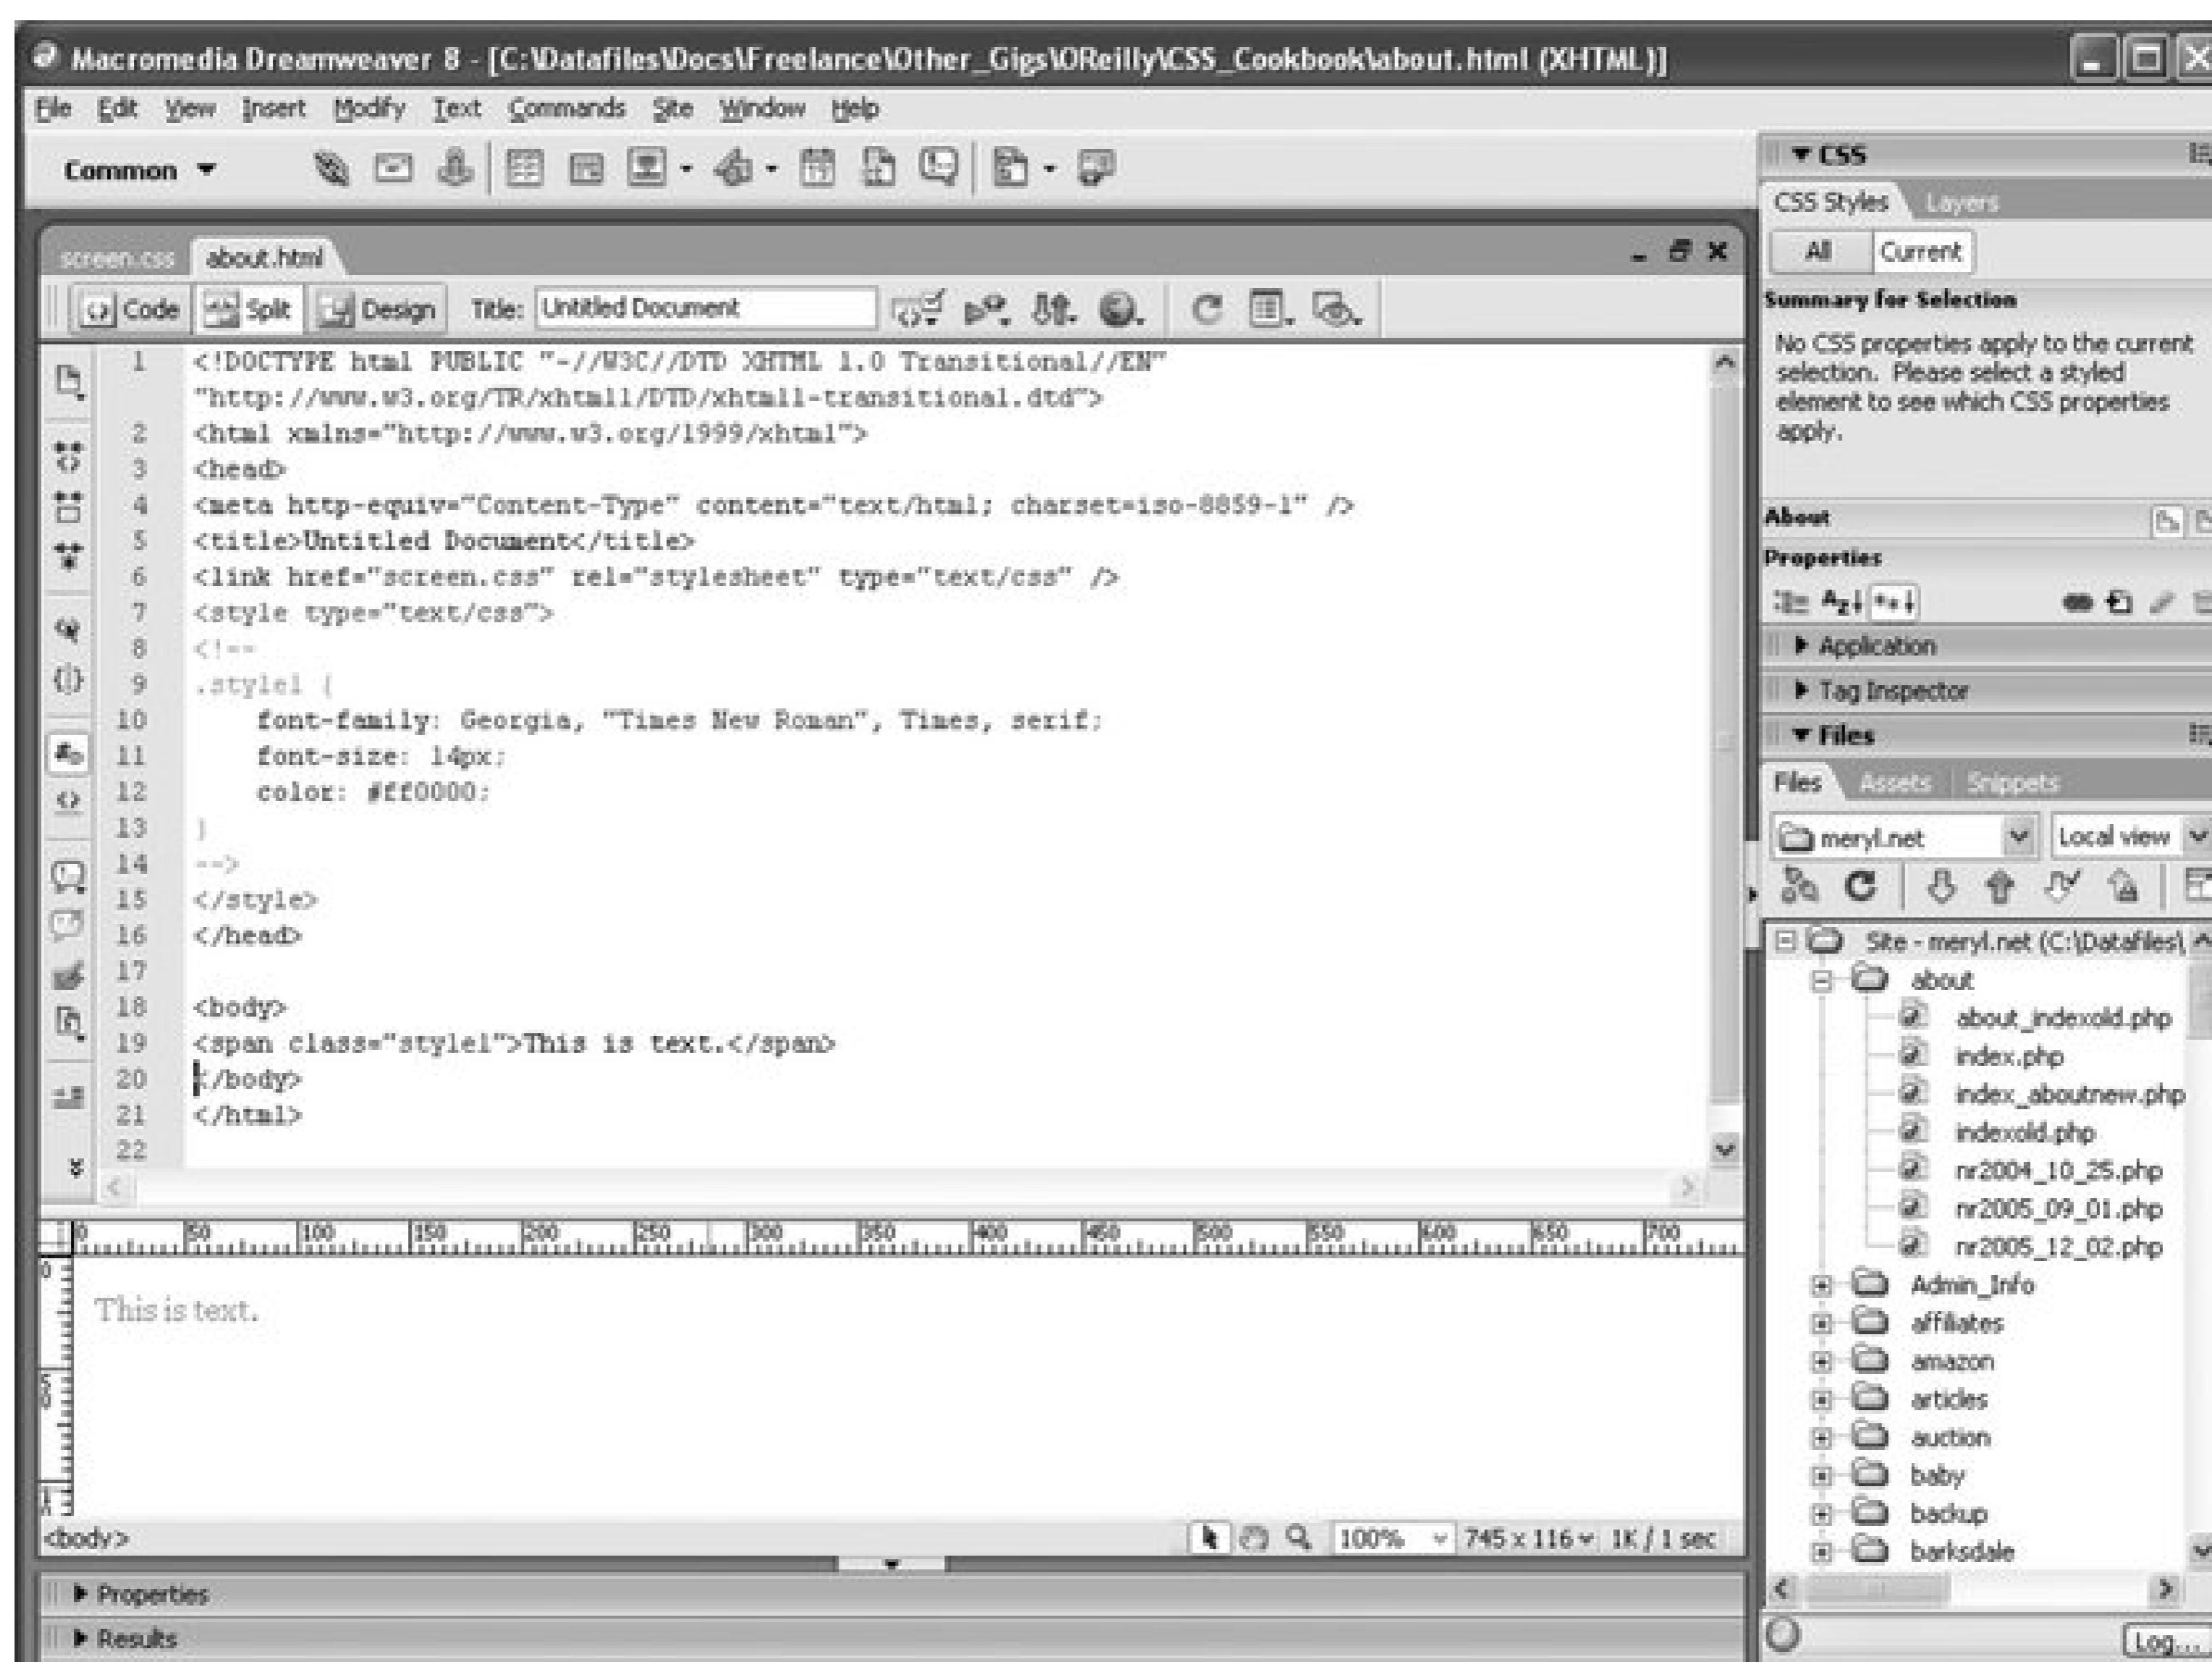 Macromedia Dreamweaver 8 - [C:\Datafiles\Docs\Freelance\Other_Gigs\OReilly\CSS_Cookbook\about.html (XHTML)]
File Edit View Insert Modify Text Commands Site Window Help
Common
screen.css about.html
Code Split Design Title: Untitled Document
1 <!DOCTYPE html PUBLIC "-//W3C//DTD XHTML 1.0 Transitional//EN"
"http://www.w3.org/TR/xhtml1/DTD/xhtml1-transitional.dtd">
2 <html xmlns="http://www.w3.org/1999/xhtml">
3 <head>
4 <meta http-equiv="Content-Type" content="text/html; charset=iso-8859-1" />
5 <title>Untitled Document</title>
6 <link href="screen.css" rel="stylesheet" type="text/css" />
7 <style type="text/css">
8 <!--
9 .style1 {
10 font-family: Georgia, "Times New Roman", Times, serif;
11 font-size: 14px;
12 color: #ff0000;
13 }
14 -->
15 </style>
16 </head>
17
18 <body>
19 <span class="style1">This is text.</span>
20 </body>
21 </html>
22
0 50 100 150 200 250 300 350 400 450 500 550 600 650 700
0
This is text.
50
<body> 100% 745 x 116 1K / 1 sec
Properties
Results
CSS
CSS Styles Layers
All Current
Summary for Selection
No CSS properties apply to the current
selection. Please select a styled
element to see which CSS properties
apply.
About
Properties
Application
Tag Inspector
Files
Files Assets Snippets
meryl.net Local view
Site - meryl.net (C:\Datafiles\
about
about_indexold.php
index.php
index_aboutnew.php
indexold.php
nr2004_10_25.php
nr2005_09_01.php
nr2005_12_02.php
Admin_Info
affiliates
amazon
articles
auction
baby
backup
barksdale
Log...